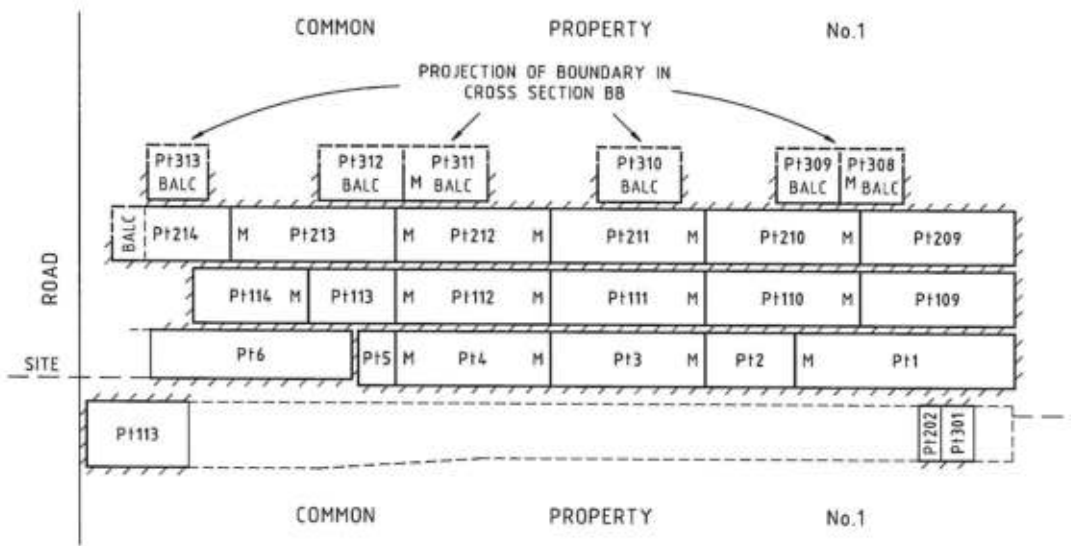 COMMON PROPERTY No.1
PROJECTION OF BOUNDARY IN
CROSS SECTION BB
Pt313 Pt312 Pt311 Pt310 Pt309 Pt308
BALC BALC M BALC BALC BALC M BALC
BALC Pt214 M Pt213 M Pt212 M Pt211 M Pt210 M Pt209
ROAD
Pt114 M Pt113 M Pt112 M Pt111 M Pt110 M Pt109
SITE
Pt6 Pt5 M Pt4 M Pt3 M Pt2 M Pt1
Pt113 Pt202 Pt301
COMMON PROPERTY No.1